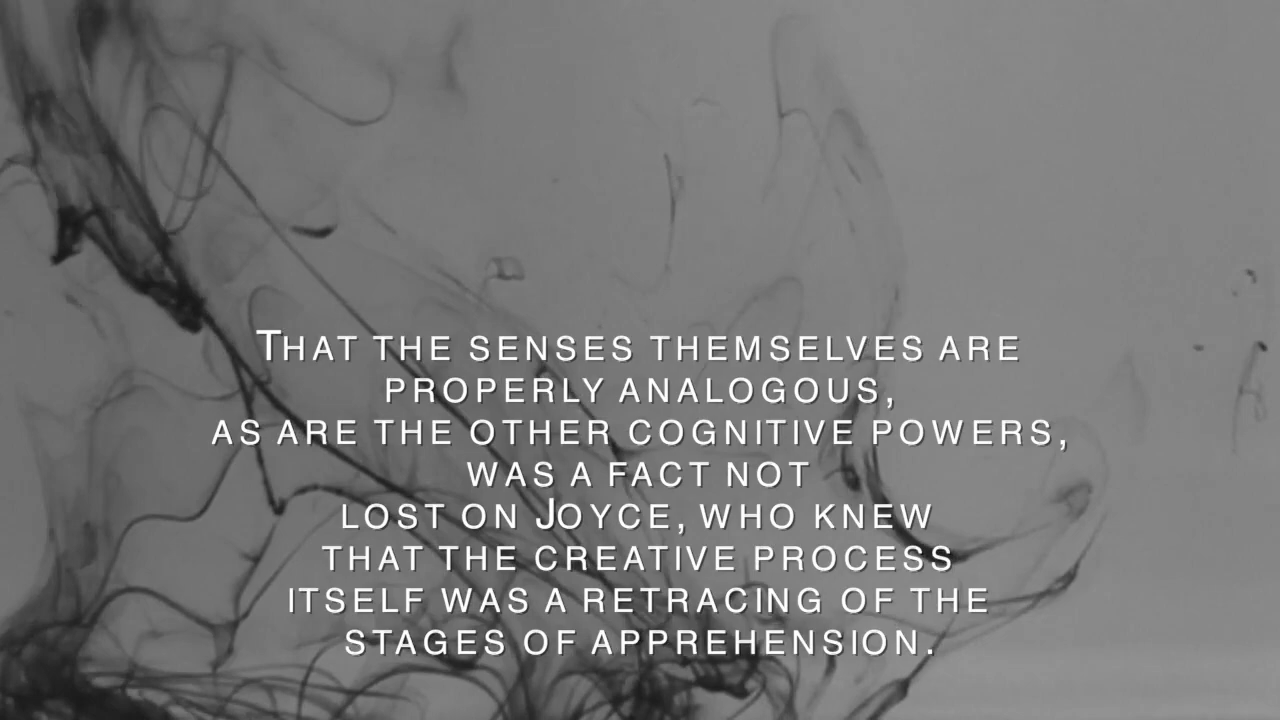 That the senses themselves are
properly analogous,
as are the other cognitive powers,
was a fact not
lost on Joyce, who knew
that the creative process
itself was a retracing of the
stages of apprehension.